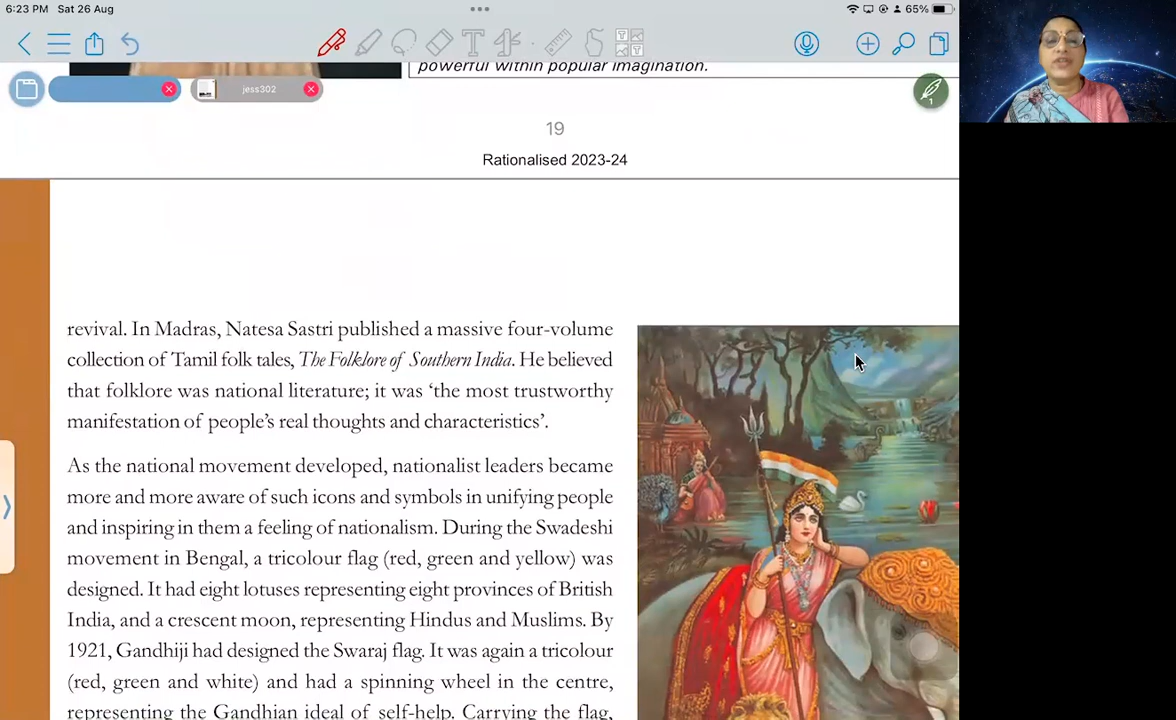 6:23 PM Sat 26 Aug
65%
powerful within popular imagination.
jess302
1
19
Rationalised 2023-24
revival. In Madras, Natesa Sastri published a massive four-volume
collection of Tamil folk tales, The Folklore of Southern India. He believed
that folklore was national literature; it was ‘the most trustworthy
manifestation of people’s real thoughts and characteristics’.
As the national movement developed, nationalist leaders became
more and more aware of such icons and symbols in unifying people
and inspiring in them a feeling of nationalism. During the Swadeshi
movement in Bengal, a tricolour flag (red, green and yellow) was
designed. It had eight lotuses representing eight provinces of British
India, and a crescent moon, representing Hindus and Muslims. By
1921, Gandhiji had designed the Swaraj flag. It was again a tricolour
(red, green and white) and had a spinning wheel in the centre,
representing the Gandhian ideal of self-help. Carrying the flag,